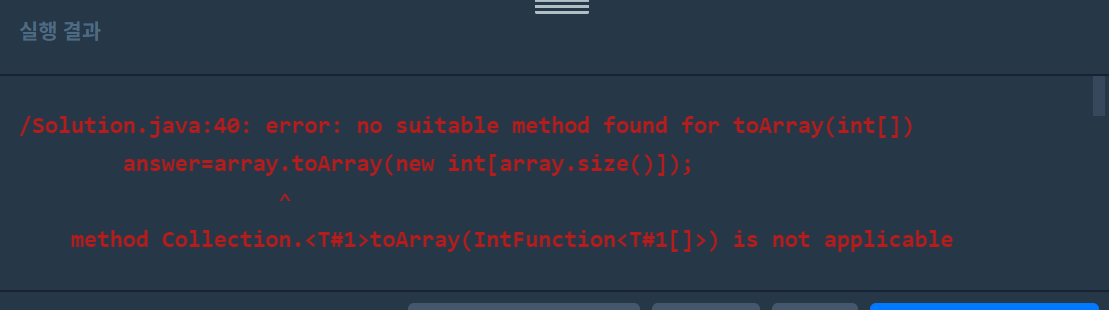 실행 결과
/Solution.java:40: error: no suitable method found for toArray(int[])
answer=array.toArray(new int[array.size()]);
^
method Collection.<T#1>toArray(IntFunction<T#1[]>) is not applicable